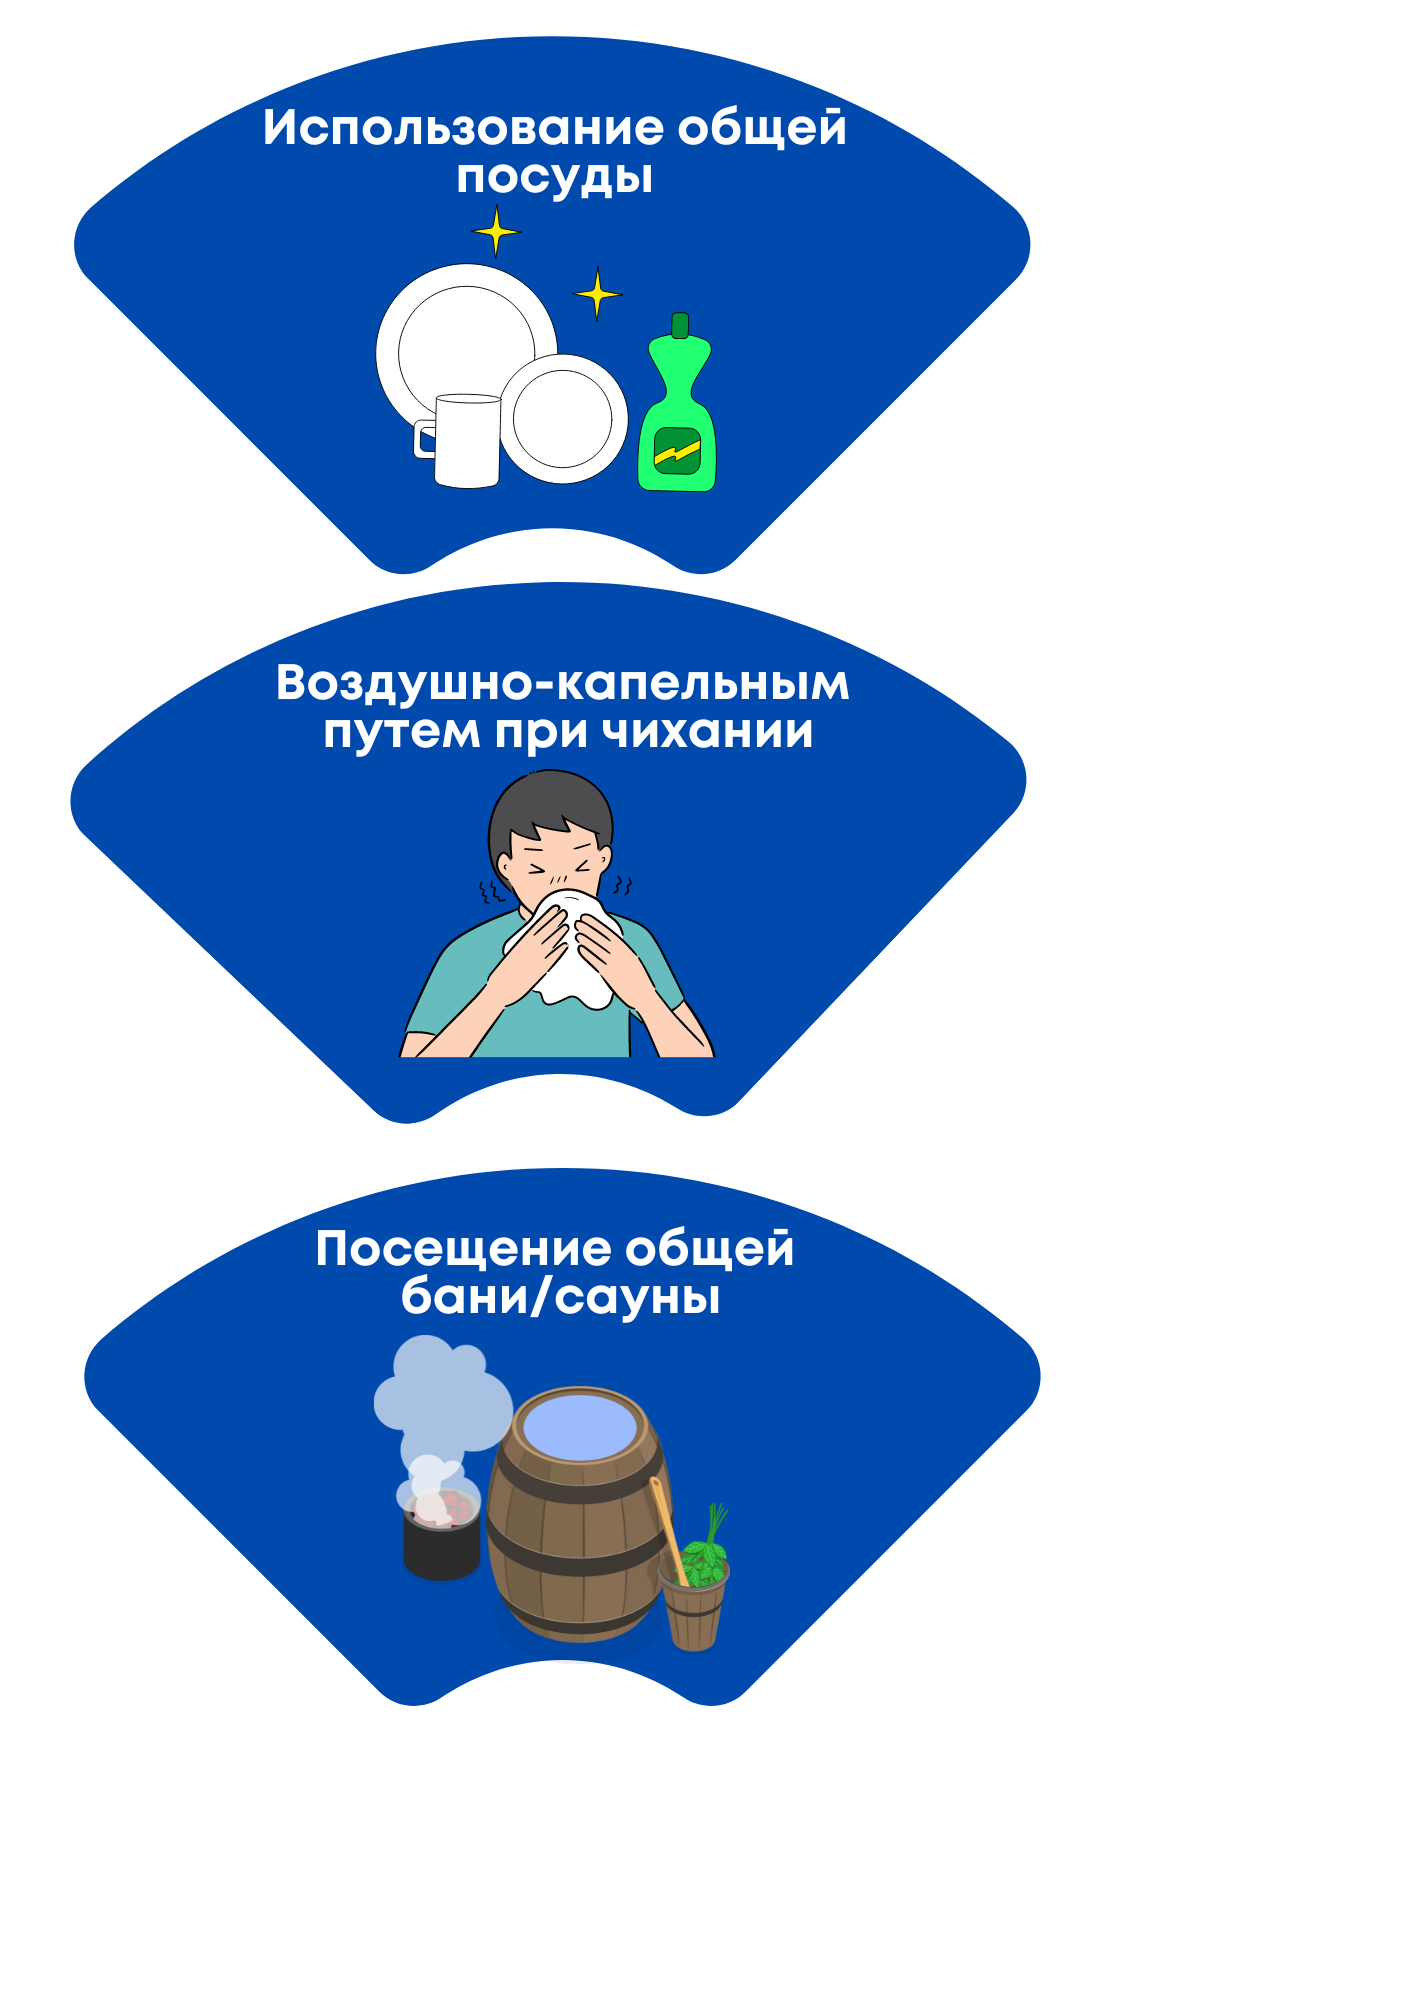 Использование общей
посуды
Воздушно-капельным
путем при чихании
Посещение общей
бани/сауны